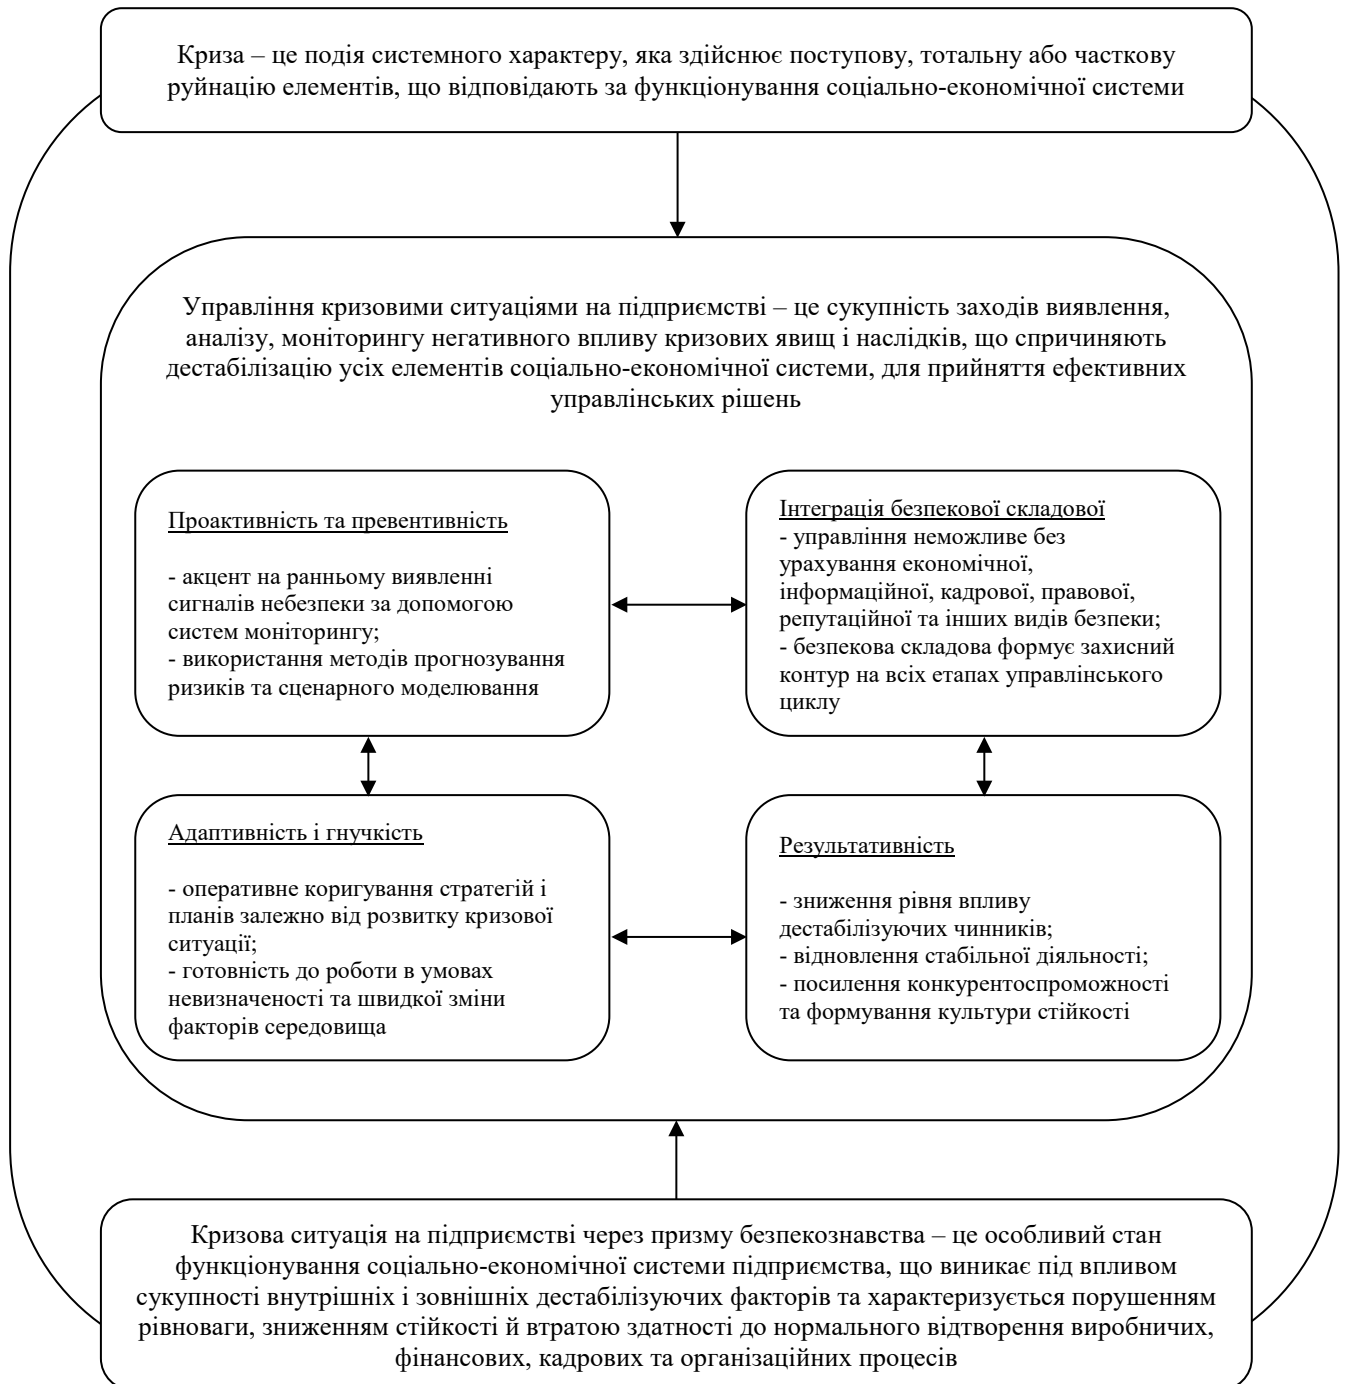 Криза – це подія системного характеру, яка здійснює поступову, тотальну або часткову
руйнацію елементів, що відповідають за функціонування соціально-економічної системи
Управління кризовими ситуаціями на підприємстві – це сукупність заходів виявлення,
аналізу, моніторингу негативного впливу кризових явищ і наслідків, що спричиняють
дестабілізацію усіх елементів соціально-економічної системи, для прийняття ефективних
управлінських рішень
Проактивність та превентивність
- акцент на ранньому виявленні
сигналів небезпеки за допомогою
систем моніторингу;
- використання методів прогнозування
ризиків та сценарного моделювання
Інтеграція безпекової складової
- управління неможливе без
урахування економічної,
інформаційної, кадрової, правової,
репутаційної та інших видів безпеки;
- безпекова складова формує захисний
контур на всіх етапах управлінського
циклу
Адаптивність і гнучкість
- оперативне коригування стратегій і
планів залежно від розвитку кризової
ситуації;
- готовність до роботи в умовах
невизначеності та швидкої зміни
факторів середовища
Результативність
- зниження рівня впливу
дестабілізуючих чинників;
- відновлення стабільної діяльності;
- посилення конкурентоспроможності
та формування культури стійкості
Кризова ситуація на підприємстві через призму безпекознавства – це особливий стан
функціонування соціально-економічної системи підприємства, що виникає під впливом
сукупності внутрішніх і зовнішніх дестабілізуючих факторів та характеризується порушенням
рівноваги, зниженням стійкості й втратою здатності до нормального відтворення виробничих,
фінансових, кадрових та організаційних процесів